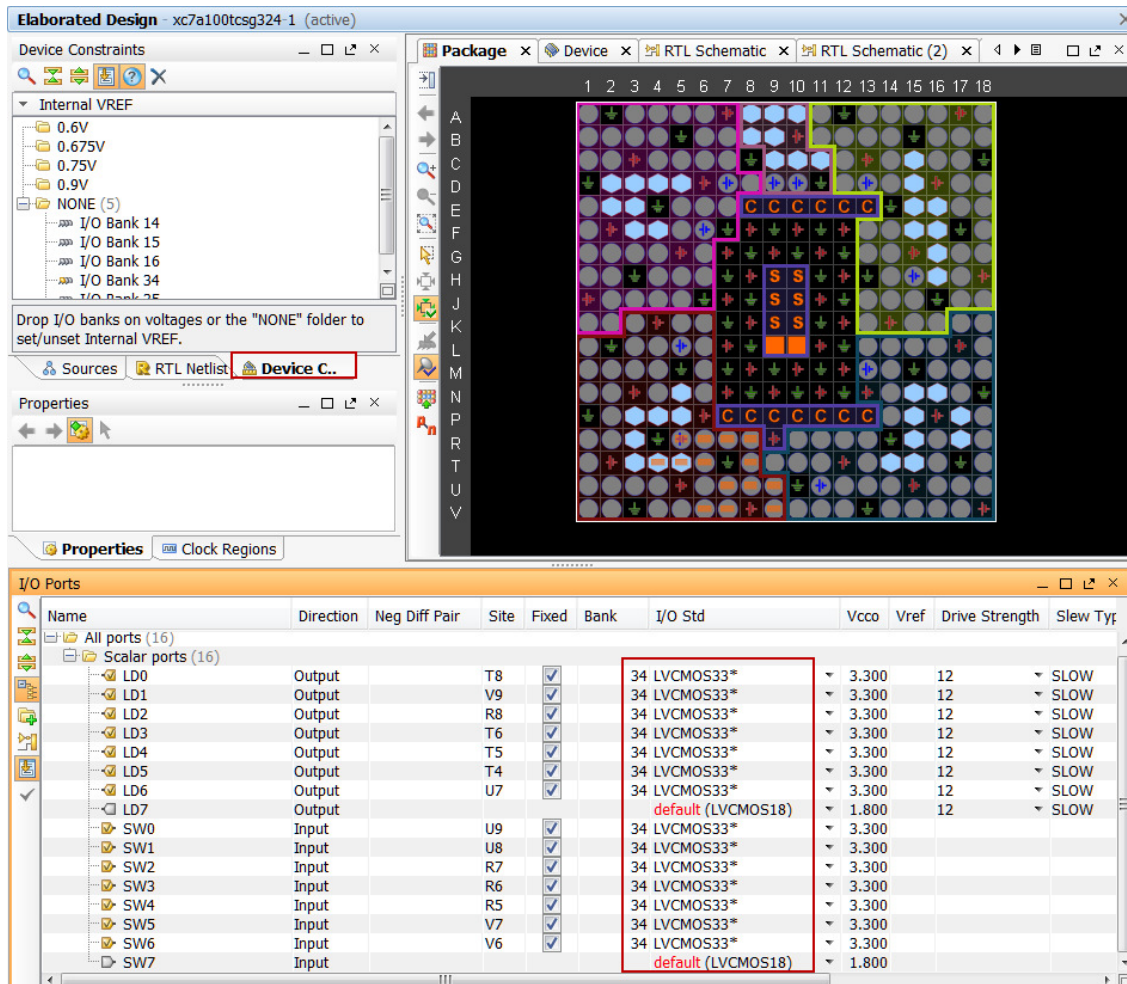 Elaborated Design - xc7a100tcsg324-1 (active)
Device Constraints
Internal VREF
0.6V
0.675V
0.75V
0.9V
NONE (5)
I/O Bank 14
I/O Bank 15
I/O Bank 16
I/O Bank 34
Drop I/O banks on voltages or the "NONE" folder to
set/unset Internal VREF.
Sources RTL Netlist Device C..
Properties
Properties Clock Regions
Package Device RTL Schematic RTL Schematic (2)
1 2 3 4 5 6 7 8 9 10 11 12 13 14 15 16 17 18
A
B
C
D
E C C C C C C
F
G
H S S
J S S
K S S
L
M
N
P C C C C C C C
R
T
U
V
I/O Ports
Name Direction Neg Diff Pair Site Fixed Bank I/O Std Vcco Vref Drive Strength Slew Typ
All ports (16)
Scalar ports (16)
LD0 Output T8 34 LVCMOS33* 3.300 12 SLOW
LD1 Output V9 34 LVCMOS33* 3.300 12 SLOW
LD2 Output R8 34 LVCMOS33* 3.300 12 SLOW
LD3 Output T6 34 LVCMOS33* 3.300 12 SLOW
LD4 Output T5 34 LVCMOS33* 3.300 12 SLOW
LD5 Output T4 34 LVCMOS33* 3.300 12 SLOW
LD6 Output U7 34 LVCMOS33* 3.300 12 SLOW
LD7 Output default (LVCMOS18) 1.800 12 SLOW
SW0 Input U9 34 LVCMOS33* 3.300
SW1 Input U8 34 LVCMOS33* 3.300
SW2 Input R7 34 LVCMOS33* 3.300
SW3 Input R6 34 LVCMOS33* 3.300
SW4 Input R5 34 LVCMOS33* 3.300
SW5 Input V7 34 LVCMOS33* 3.300
SW6 Input V6 34 LVCMOS33* 3.300
SW7 Input default (LVCMOS18) 1.800